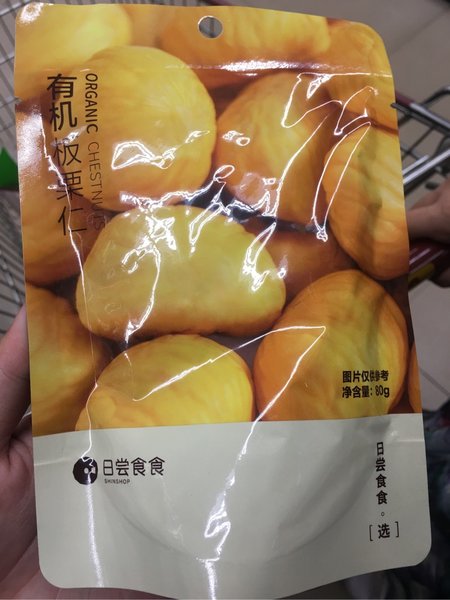 有机板栗仁
ORGANIC CHESTNUTS
图片仅供参考
净含量：80g
日尝食食
SHINSHOP
日尝食食。
[选]